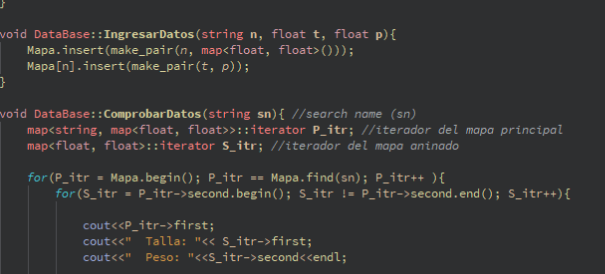 }
void DataBase::IngresarDatos(string n, float t, float p){
    Mapa.insert(make_pair(n, map<float, float>()));
    Mapa[n].insert(make_pair(t, p));
}
void DataBase::ComprobarDatos(string sn){ //search name (sn)
    map<string, map<float, float>>::iterator P_itr; //iterador del mapa principal
    map<float, float>::iterator S_itr; //iterador del mapa aninado
    for(P_itr = Mapa.begin(); P_itr == Mapa.find(sn); P_itr++ ){
        for(S_itr = P_itr->second.begin(); S_itr != P_itr->second.end(); S_itr++){
            cout<<P_itr->first;
            cout<<"  Talla: "<< S_itr->first;
            cout<<"  Peso: "<<S_itr->second<<endl;